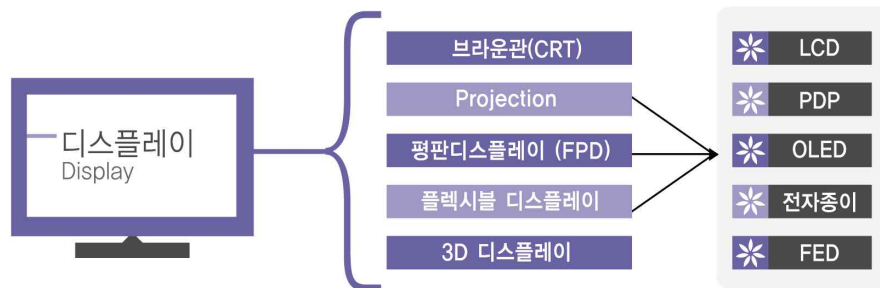 디스플레이
Display
브라운관(CRT)
Projection
평판디스플레이 (FPD)
플렉시블 디스플레이
3D 디스플레이
LCD
PDP
OLED
전자종이
FED